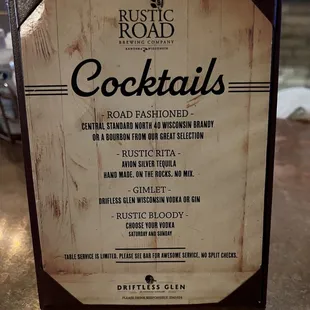 RUSTIC
ROAD
BREWING COMPANY
KENOSHA WISCONSIN
Cocktails
- ROAD FASHIONED -
CENTRAL STANDARD NORTH 40 WISCONSIN BRANDY
OR A BOURBON FROM OUR GREAT SELECTION
- RUSTIC RITA -
AVION SILVER TEQUILA
HAND MADE. ON THE ROCKS. NO MIX.
- GIMLET -
DRIFTLESS GLEN WISCONSIN VODKA OR GIN
- RUSTIC BLOODY -
CHOOSE YOUR VODKA
SATURDAY AND SUNDAY
TABLE SERVICE IS LIMITED. PLEASE SEE BAR FOR AWESOME SERVICE. NO SPLIT CHECKS.
DRIFTLESS GLEN